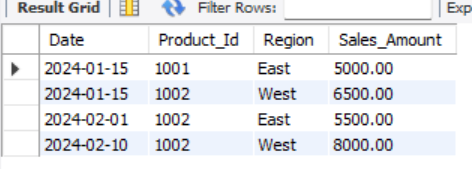 Result Grid Filter Rows: Exp
Date Product_Id Region Sales_Amount
2024-01-15 1001 East 5000.00
2024-01-15 1002 West 6500.00
2024-02-01 1002 East 5500.00
2024-02-10 1002 West 8000.00